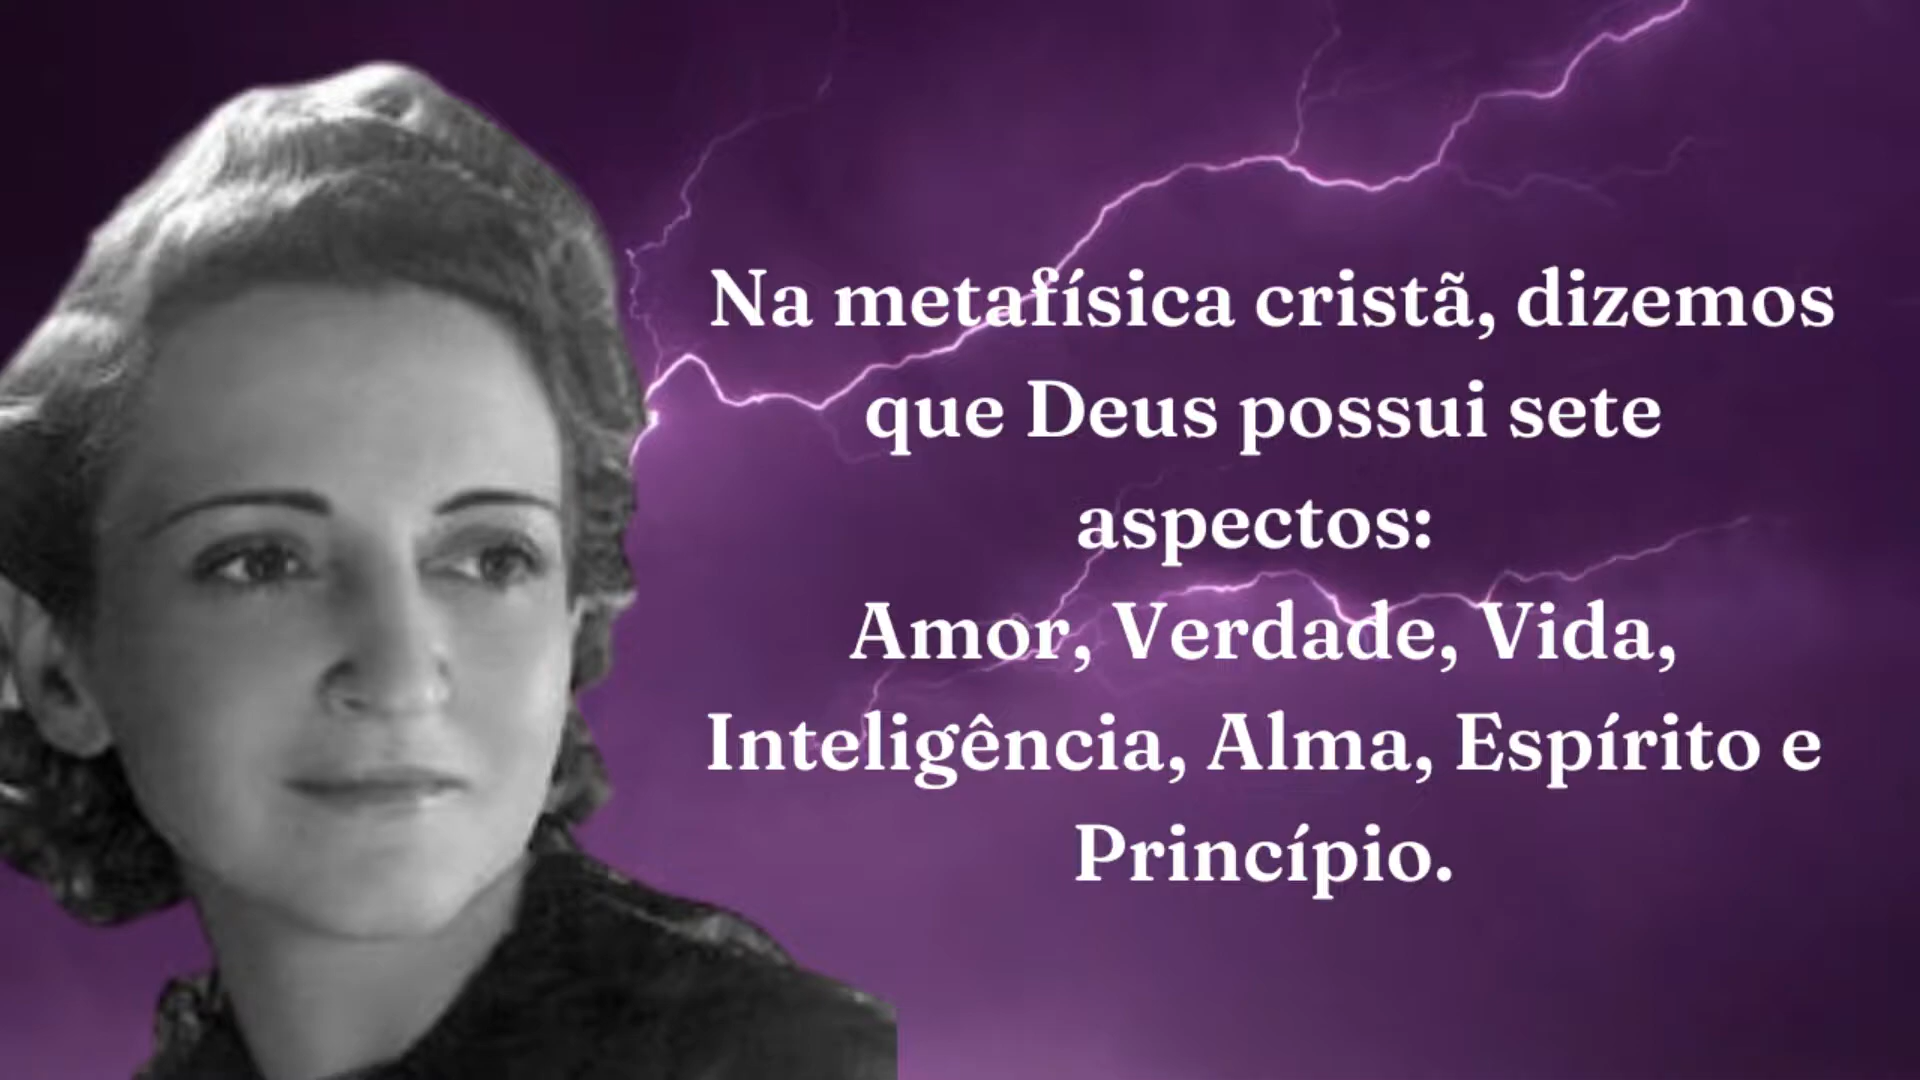 Na metafísica cristã, dizemos
que Deus possui sete
aspectos:
Amor, Verdade, Vida,
Inteligência, Alma, Espírito e
Princípio.